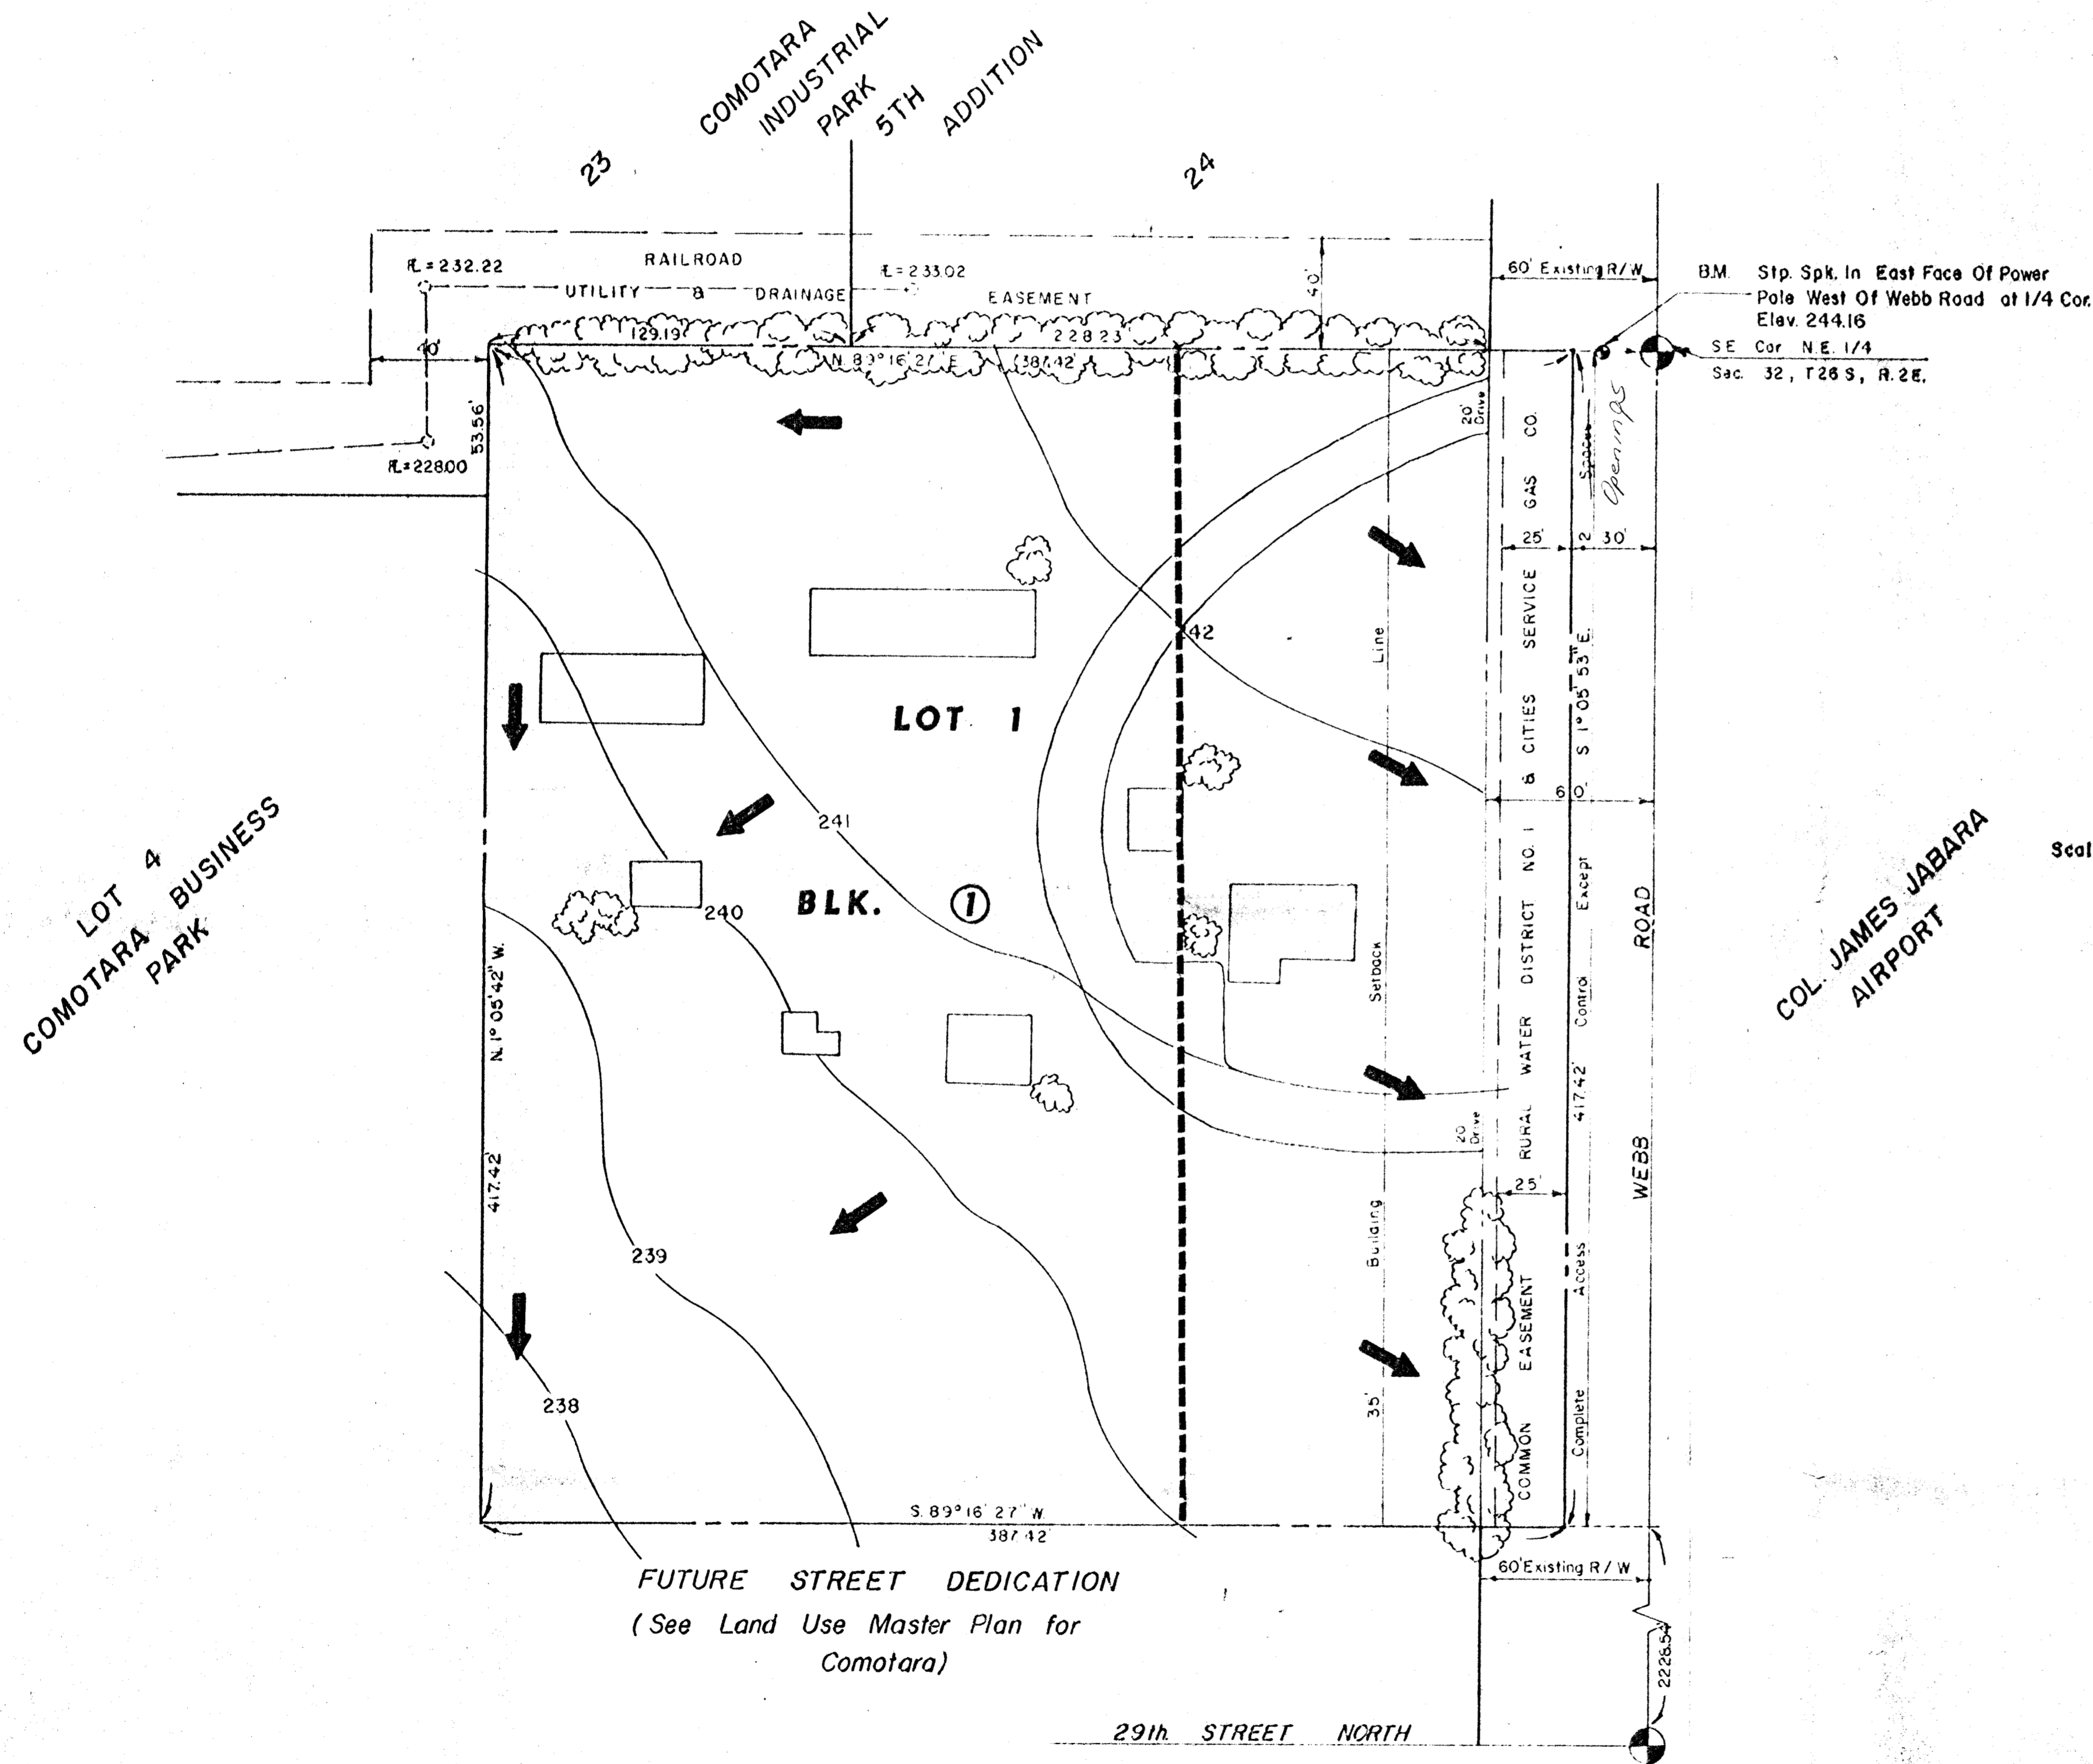 COMOTARA
INDUSTRIAL
PARK
5TH ADDITION
23
24
RAILROAD
UTILITY & DRAINAGE
EASEMENT
FL = 232.22
FL = 233.02
FL = 228.00
40'
40'
129.19'
228.23
N. 89° 16' 27" E.
(387.42')
53.56'
60' Existing R/W
B.M. Stp. Spk. In East Face Of Power
Pole West Of Webb Road at 1/4 Cor.
Elev. 244.16
SE Cor N.E. 1/4
Sec. 32, T26S, R.2E.
20'
Drive
2 Spaces
Openings
25'
30'
S 1° 05' 53" E.
60'
LOT 1
BLK. 1
242
241
240
239
238
LOT 4
COMOTARA BUSINESS
PARK
N. 1° 05' 42" W.
417.42'
35' Building Setback Line
COMMON EASEMENT
RURAL WATER DISTRICT NO. 1 & CITIES SERVICE GAS CO.
Complete Access Control Except
417.42'
WEBB ROAD
20'
Drive
25'
COL. JAMES JABARA
AIRPORT
Scal
S. 89° 16' 27" W.
387.42'
FUTURE STREET DEDICATION
(See Land Use Master Plan for
Comotara)
60' Existing R/W
2228.54'
29th. STREET NORTH